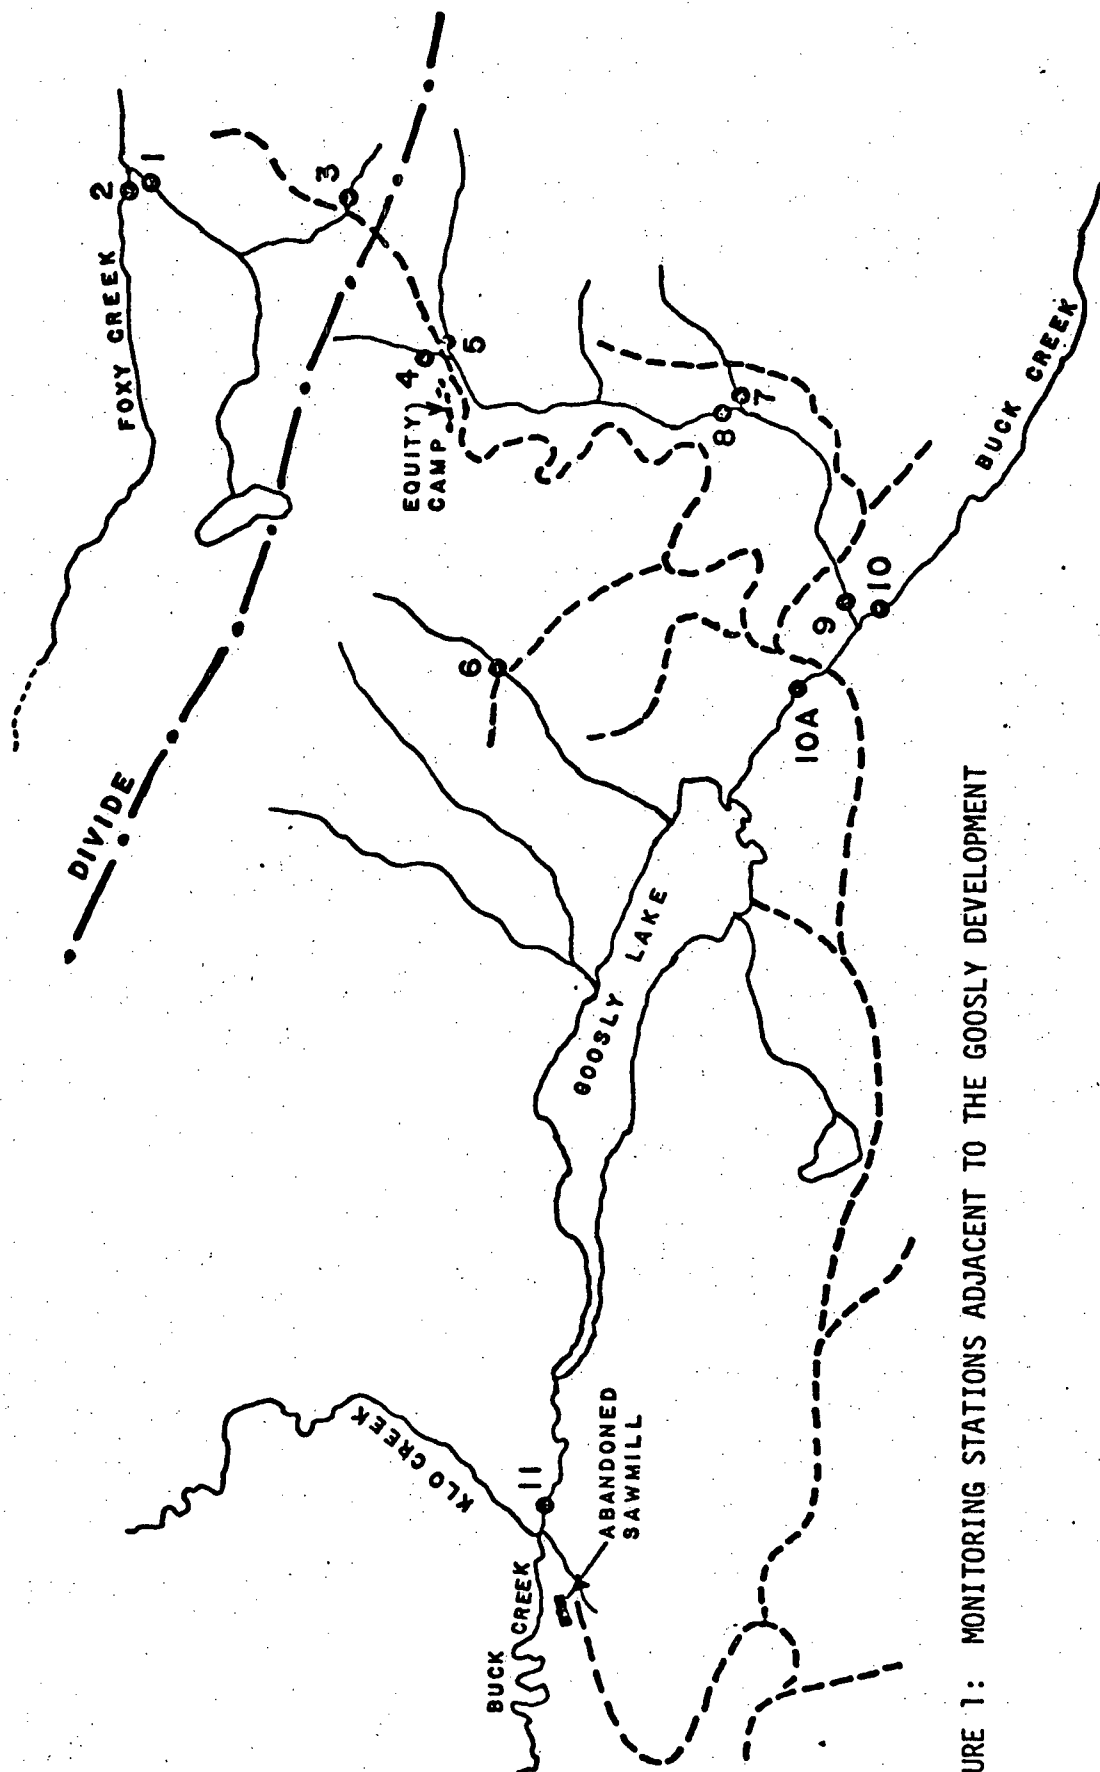 DIVIDE
FOXY CREEK
2
1
3
4
5
EQUITY
CAMP
6
7
8
9
10
10A
BUCK CREEK
GOOSLY LAKE
KLO CREEK
11
ABANDONED
SAWMILL
BUCK
CREEK
URE 1: MONITORING STATIONS ADJACENT TO THE GOOSLY DEVELOPMENT